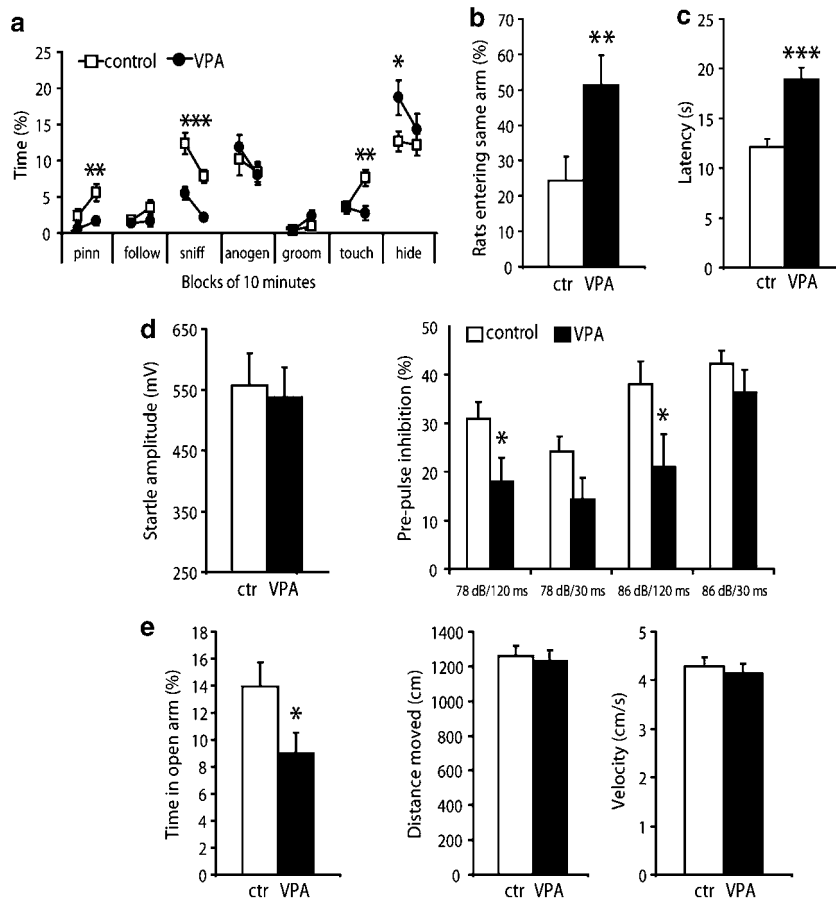 a
control VPA
Time (%)
25
20
15
10
5
0
*
***
**
**
pinn follow sniff anogen groom touch hide
Blocks of 10 minutes
b
Rats entering same arm (%)
80
70
60
50
40
30
20
10
0
**
ctr VPA
c
Latency (s)
25
20
15
10
5
0
***
ctr VPA
d
Startle amplitude (mV)
650
550
450
350
250
ctr VPA
control VPA
Pre-pulse inhibition (%)
50
40
30
20
10
0
*
*
78 dB/120 ms 78 dB/30 ms 86 dB/120 ms 86 dB/30 ms
e
Time in open arm (%)
18
16
14
12
10
8
6
4
2
0
*
ctr VPA
Distance moved (cm)
1400
1200
1000
800
600
400
200
0
ctr VPA
Velocity (cm/s)
5
4
3
2
1
0
ctr VPA